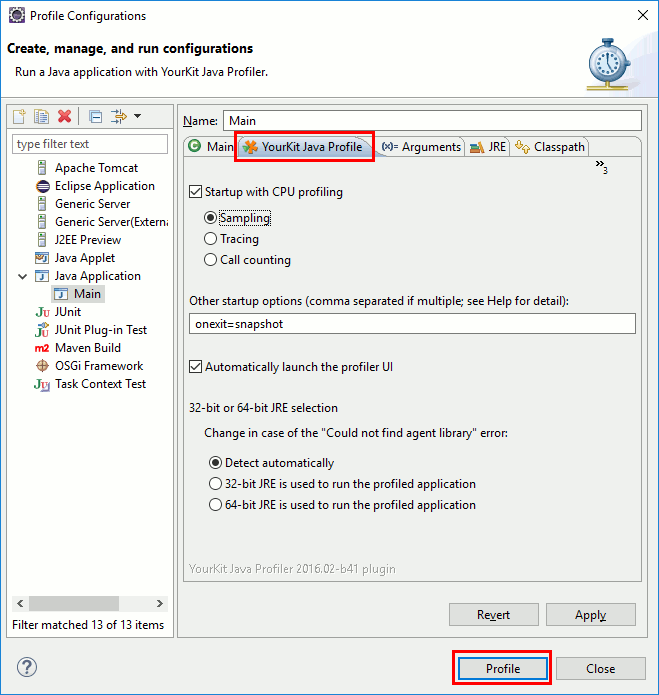 Profile Configurations
Create, manage, and run configurations
Run a Java application with YourKit Java Profiler.
type filter text
Apache Tomcat
Eclipse Application
Generic Server
Generic Server(Externa
J2EE Preview
Java Applet
Java Application
Main
JUnit
JUnit Plug-in Test
Maven Build
OSGi Framework
Task Context Test
Filter matched 13 of 13 items
Name: Main
Main YourKit Java Profile (x)= Arguments JRE Classpath
»3
Startup with CPU profiling
Sampling
Tracing
Call counting
Other startup options (comma separated if multiple; see Help for detail):
onexit=snapshot
Automatically launch the profiler UI
32-bit or 64-bit JRE selection
Change in case of the "Could not find agent library" error:
Detect automatically
32-bit JRE is used to run the profiled application
64-bit JRE is used to run the profiled application
YourKit Java Profiler 2016.02-b41 plugin
Revert Apply
Profile Close